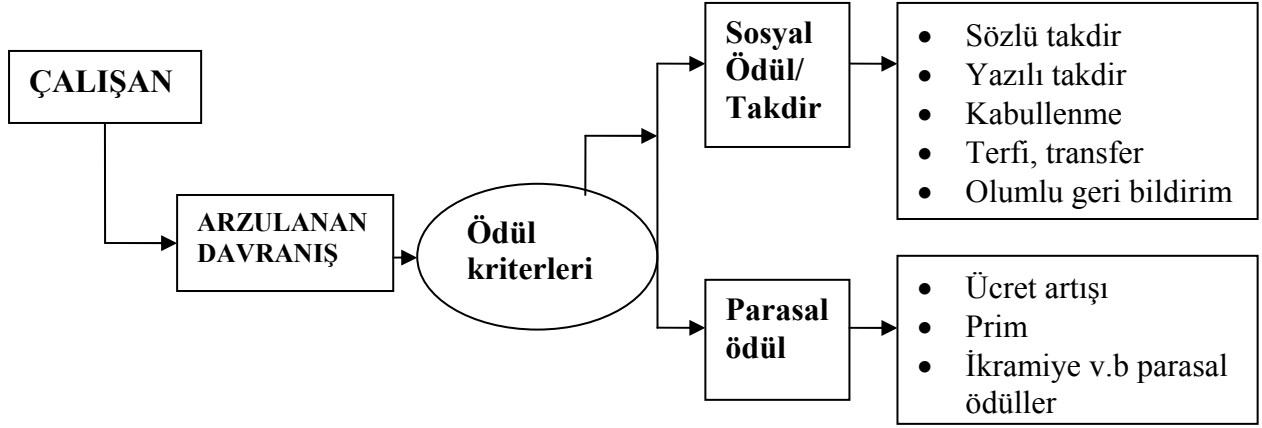 ÇALIŞAN
ARZULANAN
DAVRANIŞ
Ödül
kriterleri
Sosyal
Ödül/
Takdir
• Sözlü takdir
• Yazılı takdir
• Kabullenme
• Terfi, transfer
• Olumlu geri bildirim
Parasal
ödül
• Ücret artışı
• Prim
• İkramiye v.b parasal
ödüller